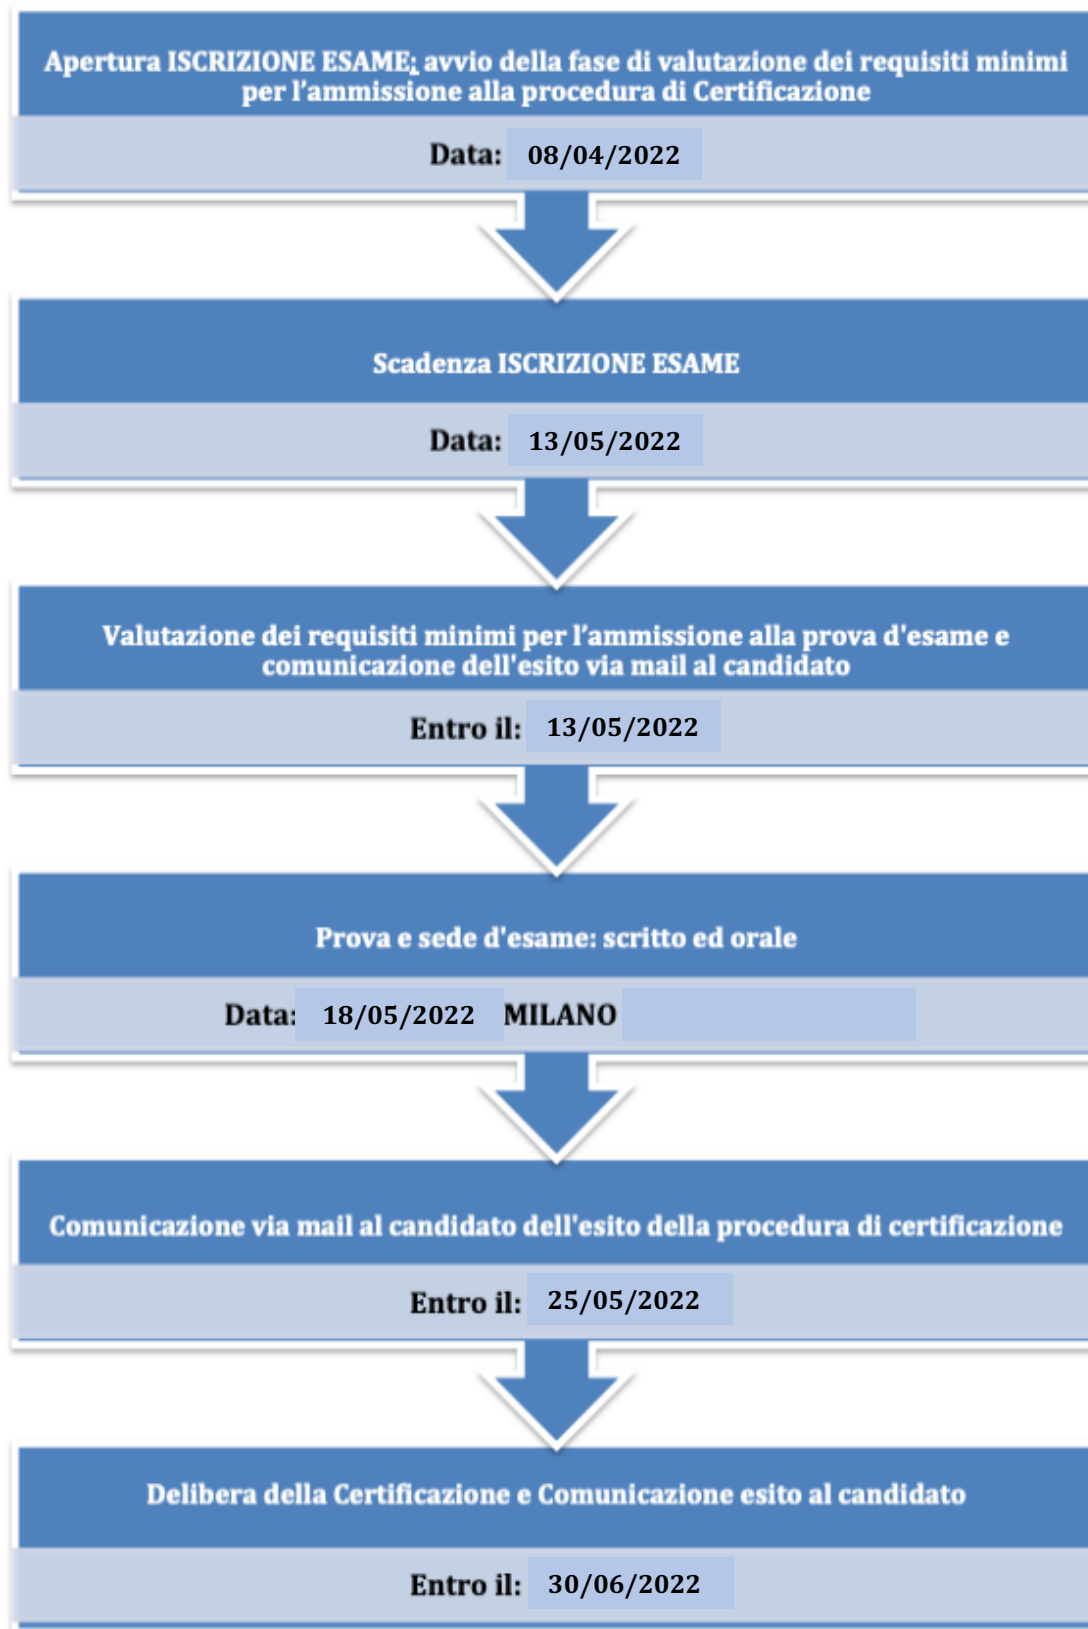 Apertura ISCRIZIONE ESAME; avvio della fase di valutazione dei requisiti minimi
per l'ammissione alla procedura di Certificazione
Data: 08/04/2022
Scadenza ISCRIZIONE ESAME
Data: 13/05/2022
Valutazione dei requisiti minimi per l'ammissione alla prova d'esame e
comunicazione dell'esito via mail al candidato
Entro il: 13/05/2022
Prova e sede d'esame: scritto ed orale
Data: 18/05/2022 MILANO
Comunicazione via mail al candidato dell'esito della procedura di certificazione
Entro il: 25/05/2022
Delibera della Certificazione e Comunicazione esito al candidato
Entro il: 30/06/2022